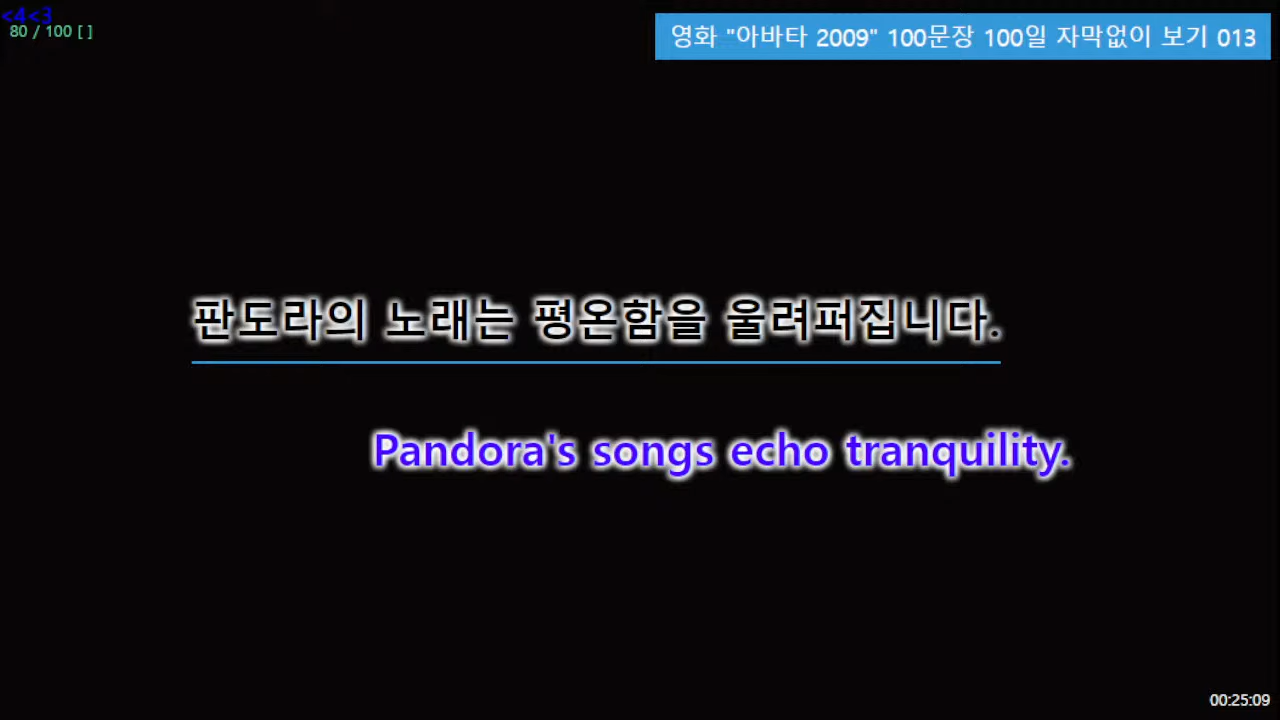 <4<3
80 / 100 [ ]
영화 "아바타 2009" 100문장 100일 자막없이 보기 013
판도라의 노래는 평온함을 울려퍼집니다.
Pandora's songs echo tranquility.
00:25:09